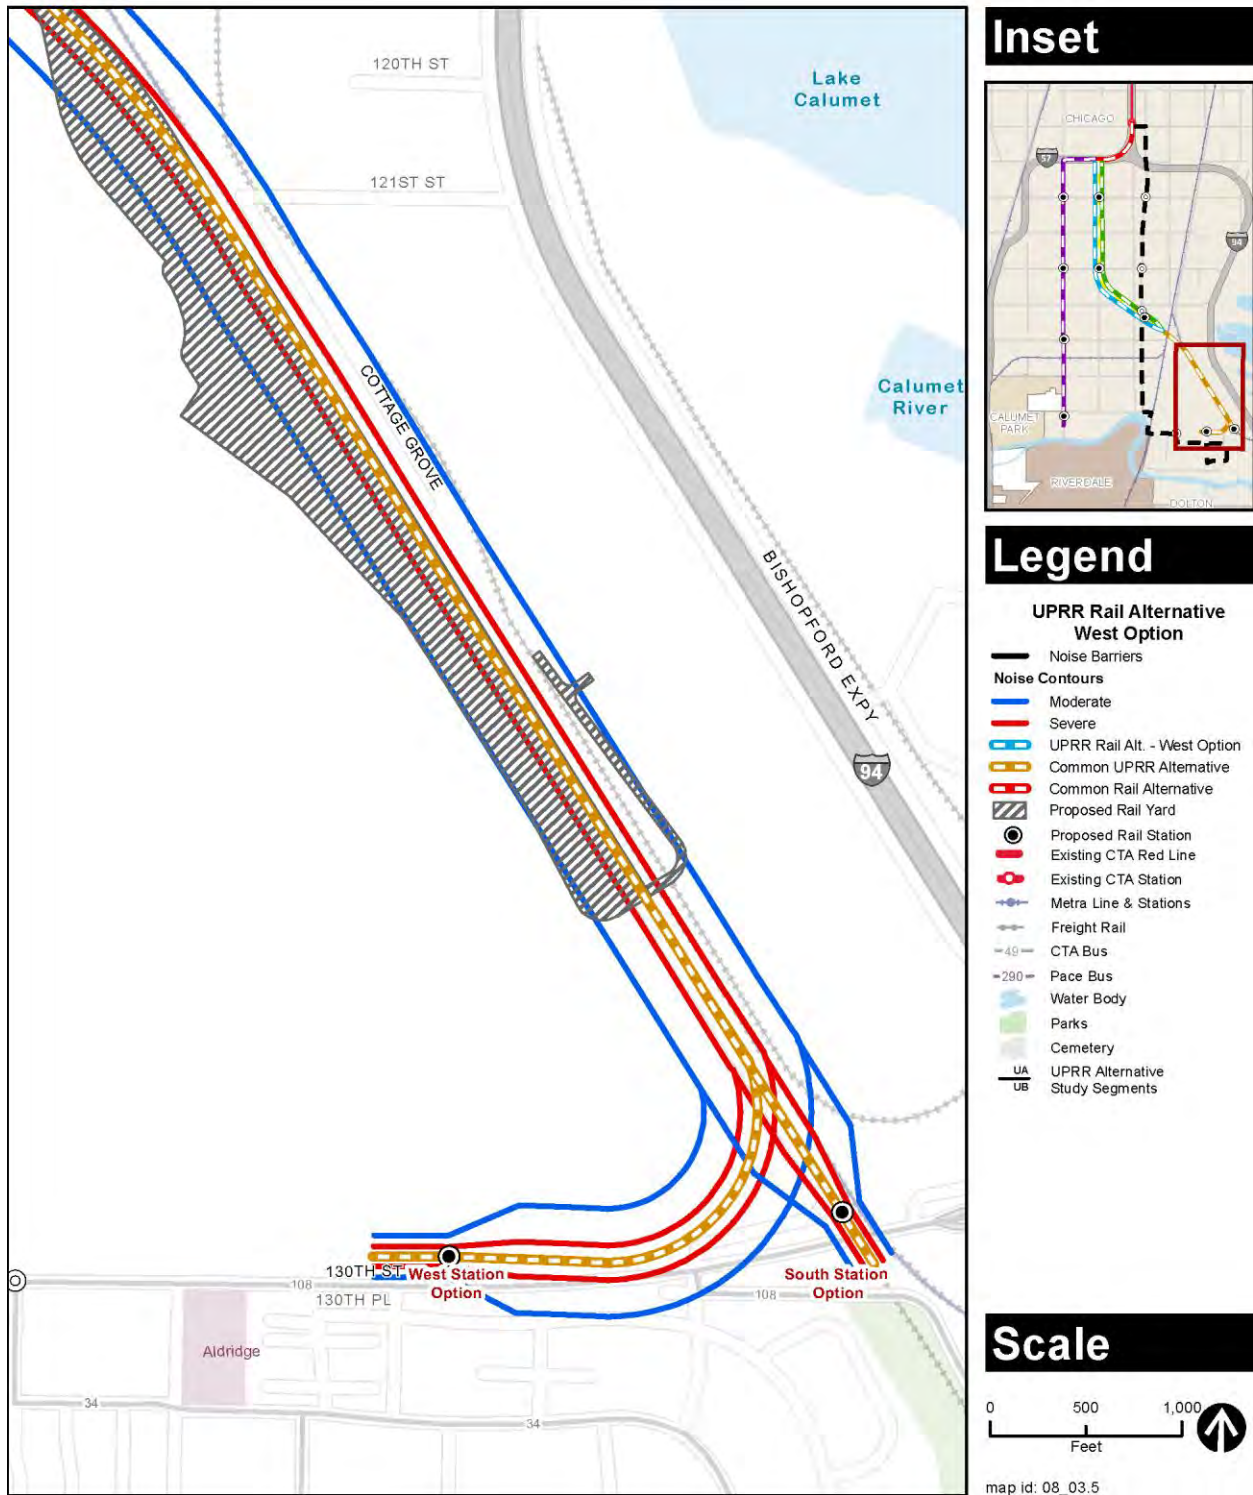 120TH ST
121ST ST
Lake
Calumet
Calumet
River
COTTAGE GROVE
BISHOPFORD EXPY
94
130TH ST
West Station
Option
South Station
Option
108
130TH PL
108
Aldridge
34
34
Inset
CHICAGO
57
94
CALUMET
PARK
RIVERDALE
DOLTON
Legend
UPRR Rail Alternative
West Option
Noise Barriers
Noise Contours
Moderate
Severe
UPRR Rail Alt. - West Option
Common UPRR Alternative
Common Rail Alternative
Proposed Rail Yard
Proposed Rail Station
Existing CTA Red Line
Existing CTA Station
Metra Line & Stations
Freight Rail
49 CTA Bus
290 Pace Bus
Water Body
Parks
Cemetery
UA UPRR Alternative
UB Study Segments
Scale
0 500 1,000
Feet
map id: 08_03.5